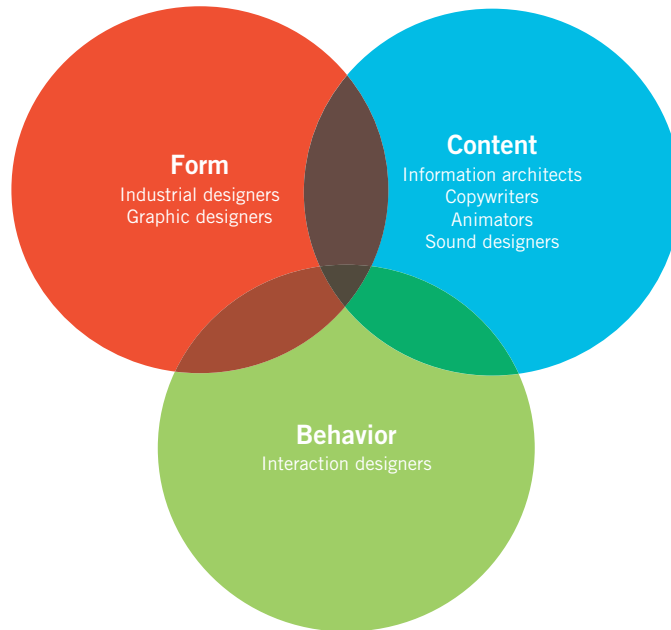 Form
Industrial designers
Graphic designers
Content
Information architects
Copywriters
Animators
Sound designers
Behavior
Interaction designers